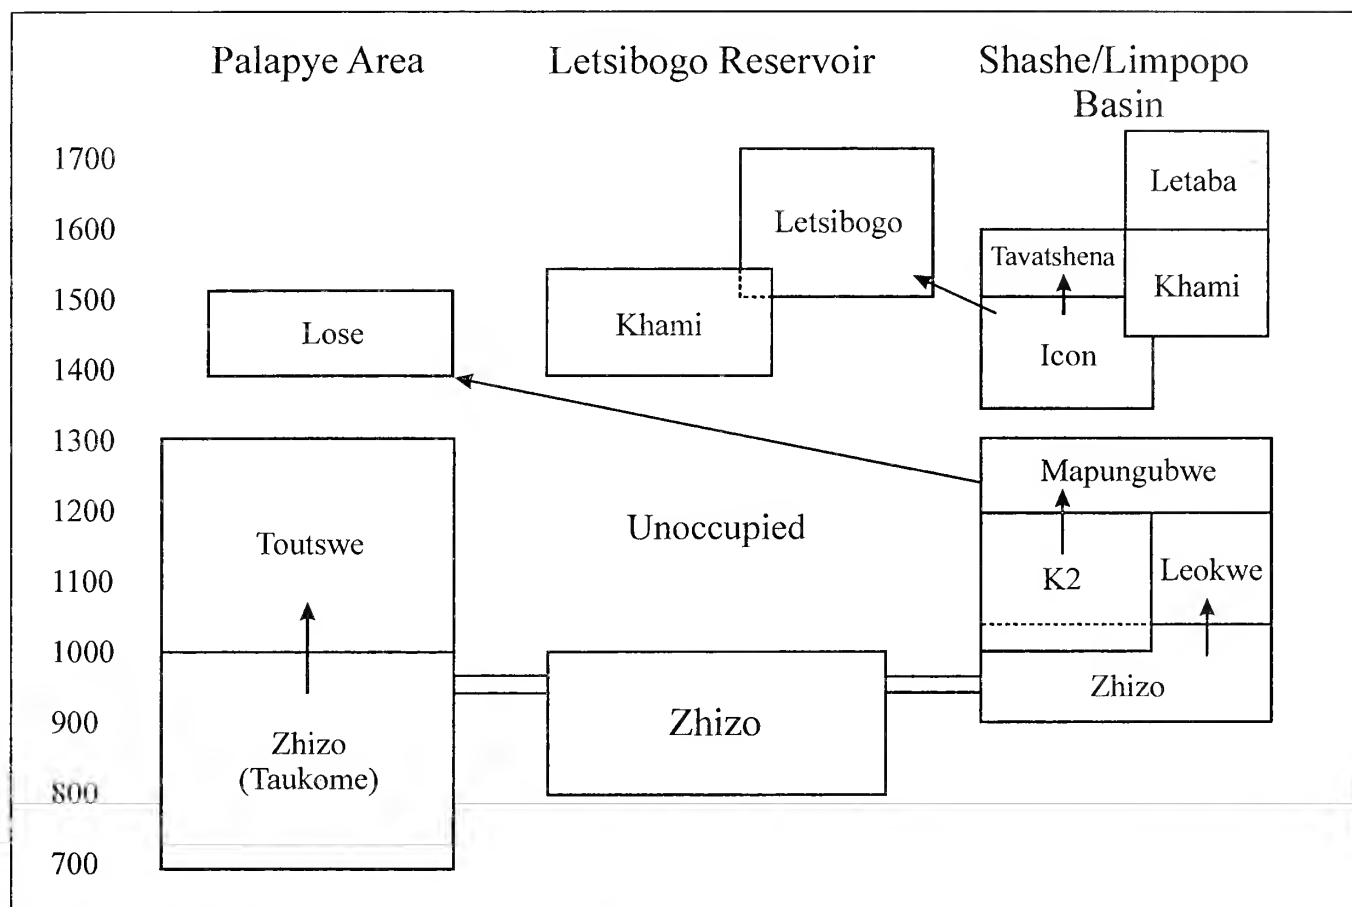 Palapye Area
Letsibogo Reservoir
Shashe/Limpopo
Basin
1700
Letaba
Letsibogo
1600
Tavatshena
Khami
1500
Khami
Lose
Icon
1400
1300
Mapungubwe
1200
Unoccupied
Toutswe
1100
K2
Leokwe
1000
Zhizo
900
Zhizo
Zhizo
(Taukome)
800
700